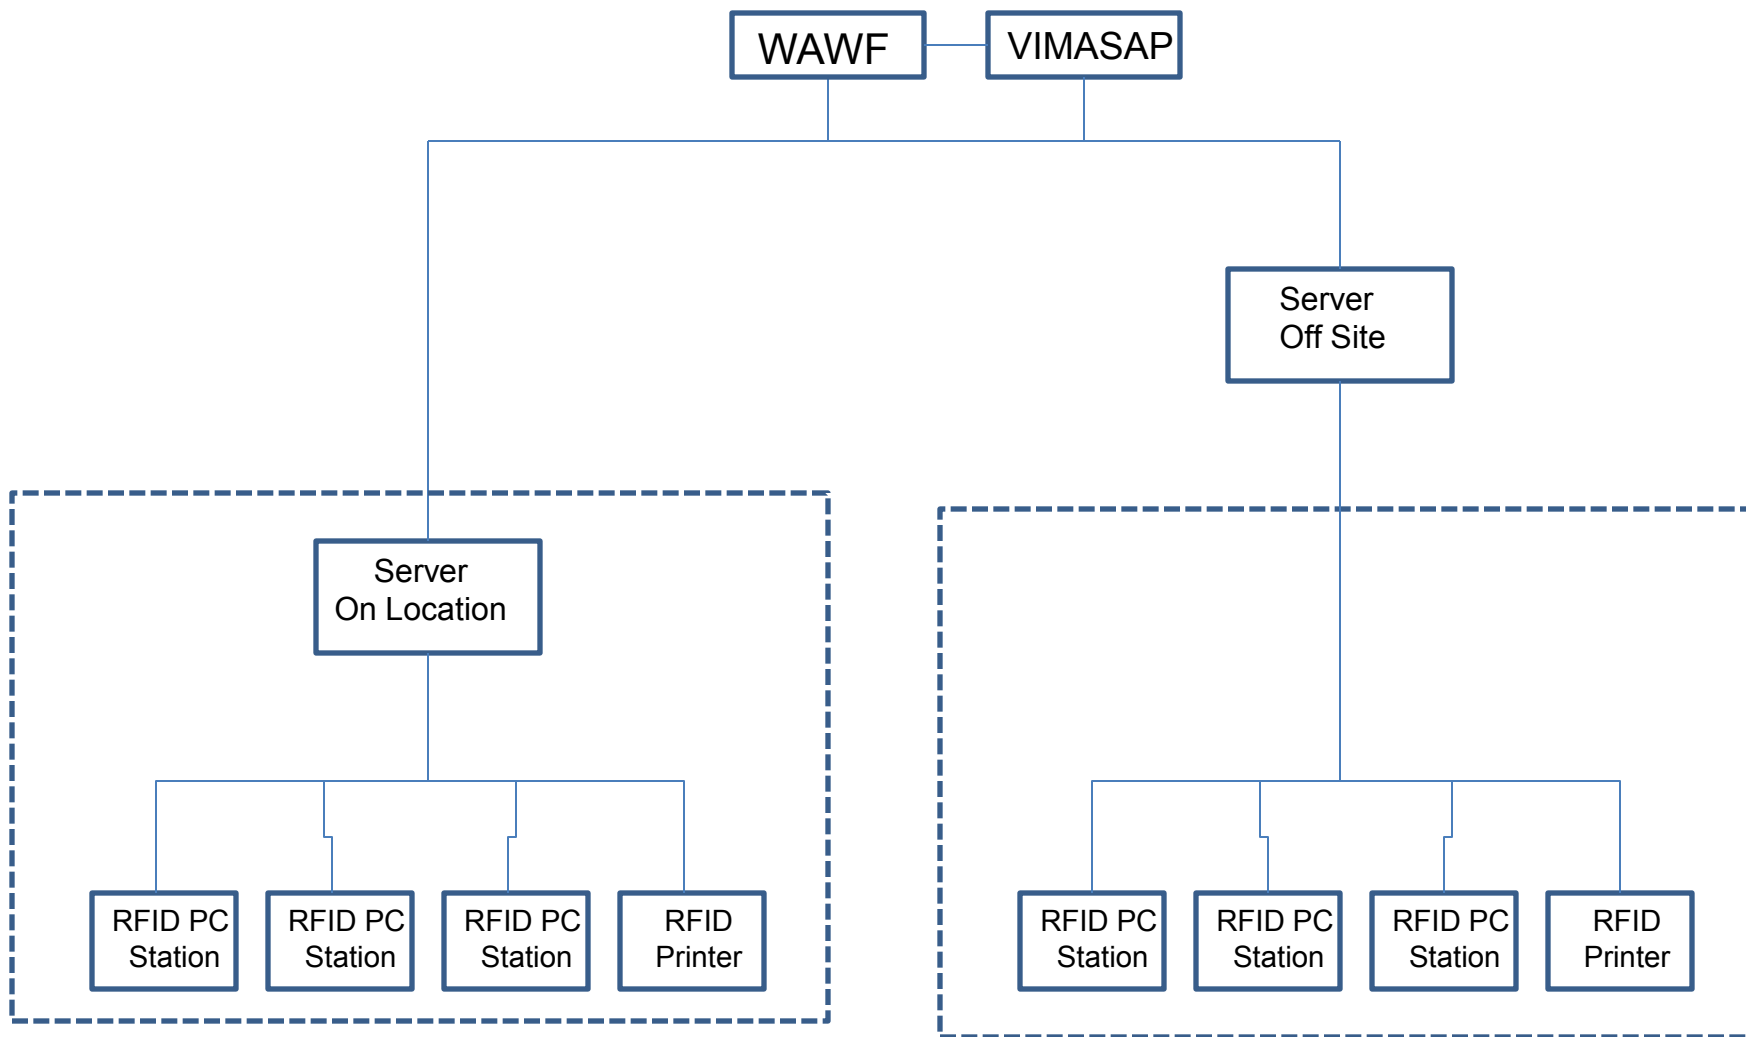 WAWF
VIMASAP
Server
Off Site
Server
On Location
RFID PC
Station
RFID PC
Station
RFID PC
Station
RFID
Printer
RFID PC
Station
RFID PC
Station
RFID PC
Station
RFID
Printer